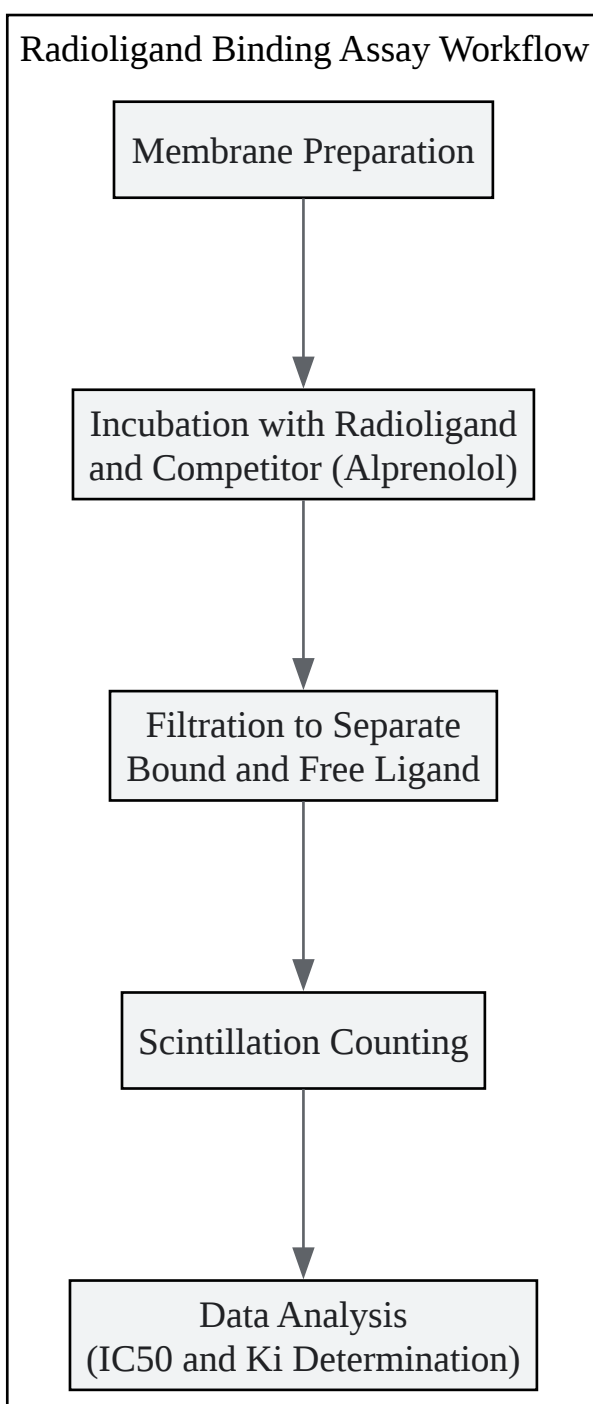 Radioligand Binding Assay Workflow
Membrane Preparation
Incubation with Radioligand
and Competitor (Alprenolol)
Filtration to Separate
Bound and Free Ligand
Scintillation Counting
Data Analysis
(IC50 and Ki Determination)